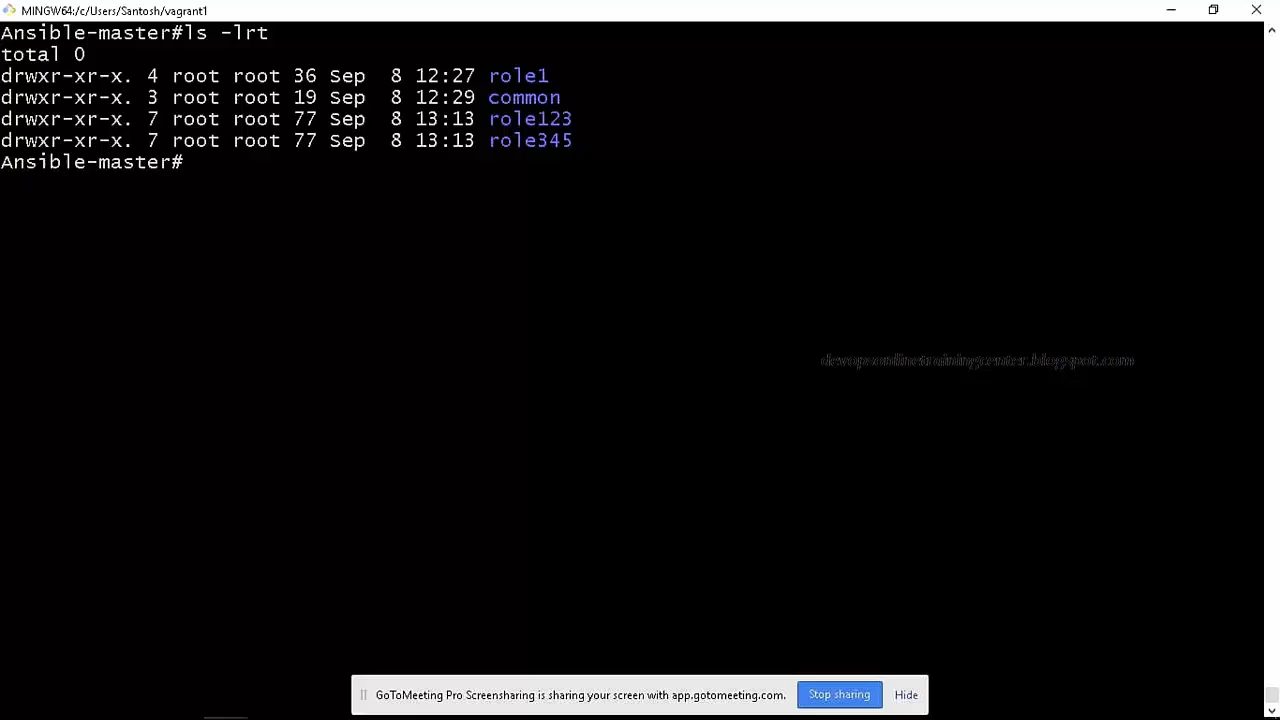 MINGW64:/c/Users/Santosh/vagrant1
Ansible-master#ls -lrt
total 0
drwxr-xr-x. 4 root root 36 Sep  8 12:27 role1
drwxr-xr-x. 3 root root 19 Sep  8 12:29 common
drwxr-xr-x. 7 root root 77 Sep  8 13:13 role123
drwxr-xr-x. 7 root root 77 Sep  8 13:13 role345
Ansible-master#
devopsonlinetrainingcenter.blogspot.com
GoToMeeting Pro Screensharing is sharing your screen with app.gotomeeting.com. Stop sharing Hide